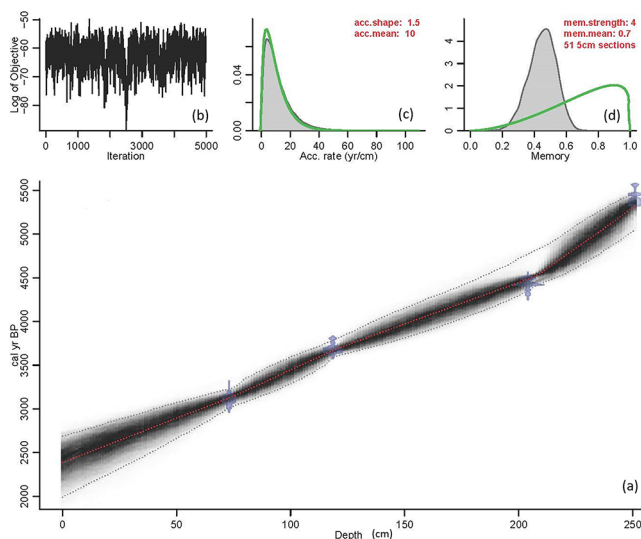 −50
−60
−70
−80
Log of Objective
0 1000 3000 5000
Iteration
(b)
0.04
0.00
acc.shape: 1.5
acc.mean: 10
(c)
0 20 40 60 80 100
Acc. rate (yr/cm)
4
3
2
1
0
mem.strength: 4
mem.mean: 0.7
51 5cm sections
(d)
0.0 0.2 0.4 0.6 0.8 1.0
Memory
5500
5000
4500
4000
3500
3000
2500
2000
cal yr BP
(a)
0 50 100 150 200 250
Depth (cm)